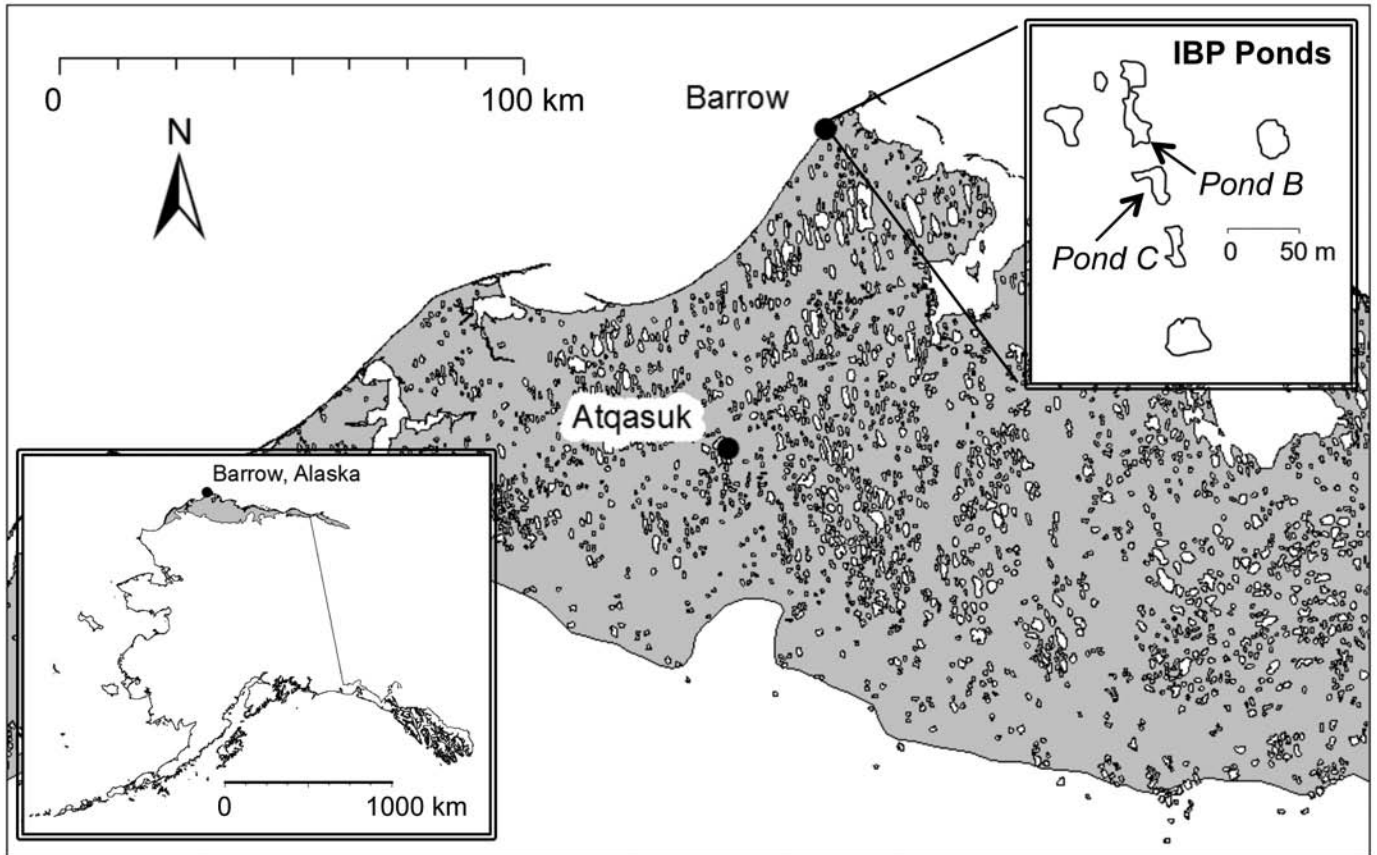 0 100 km
N
Barrow
Atqasuk
IBP Ponds
Pond B
Pond C
0 50 m
Barrow, Alaska
0 1000 km